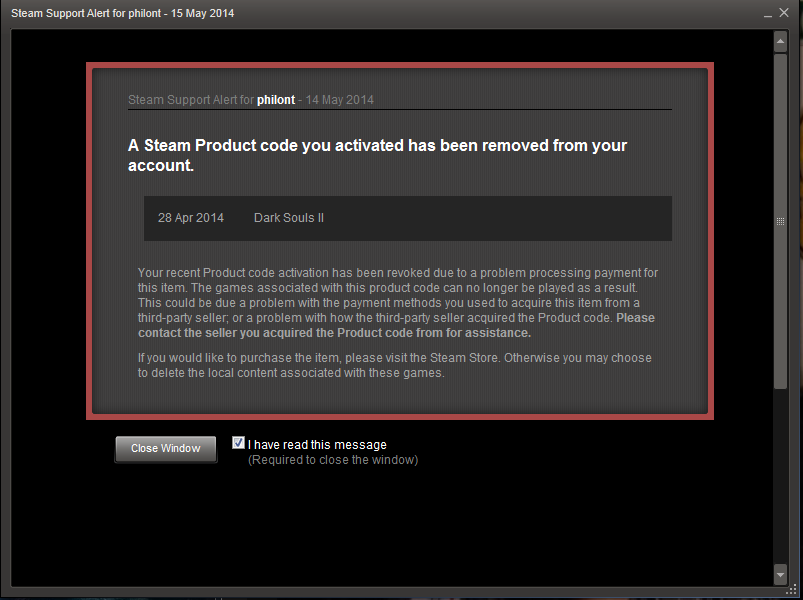 Steam Support Alert for philont - 15 May 2014
Steam Support Alert for philont - 14 May 2014
A Steam Product code you activated has been removed from your
account.
28 Apr 2014 Dark Souls II
Your recent Product code activation has been revoked due to a problem processing payment for
this item. The games associated with this product code can no longer be played as a result.
This could be due a problem with the payment methods you used to acquire this item from a
third-party seller; or a problem with how the third-party seller acquired the Product code. Please
contact the seller you acquired the Product code from for assistance.
If you would like to purchase the item, please visit the Steam Store. Otherwise you may choose
to delete the local content associated with these games.
Close Window
I have read this message
(Required to close the window)